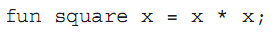 fun square x = x * x;